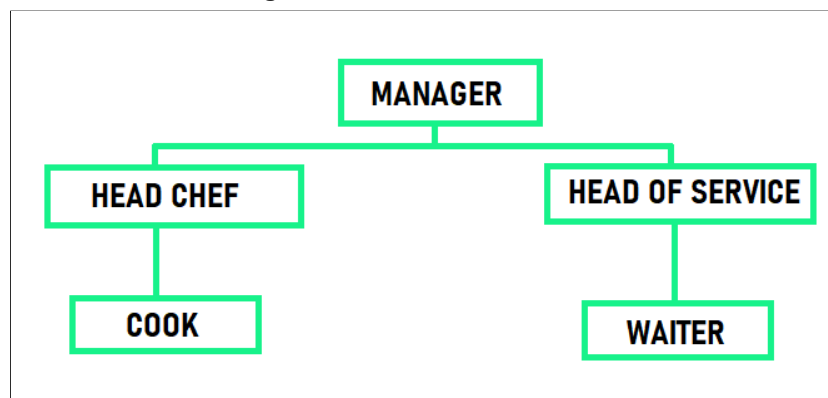 MANAGER
HEAD CHEF
HEAD OF SERVICE
COOK
WAITER